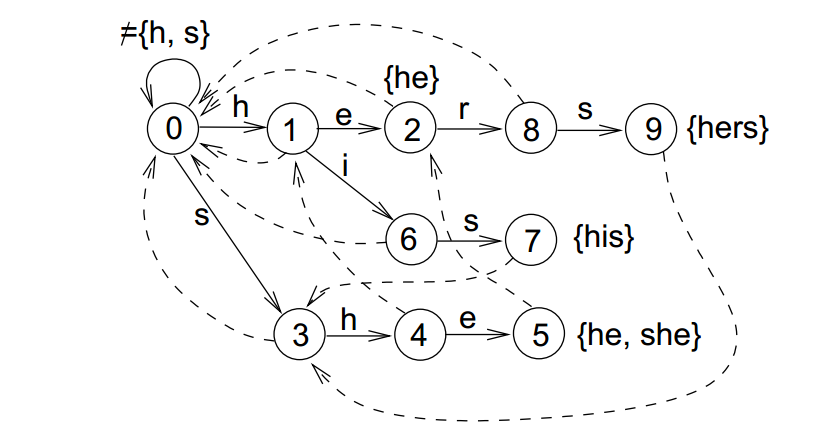 ≠{h, s}
{he}
h
e
r
s
0
1
2
8
9
{hers}
i
s
s
6
7
{his}
h
e
3
4
5
{he, she}